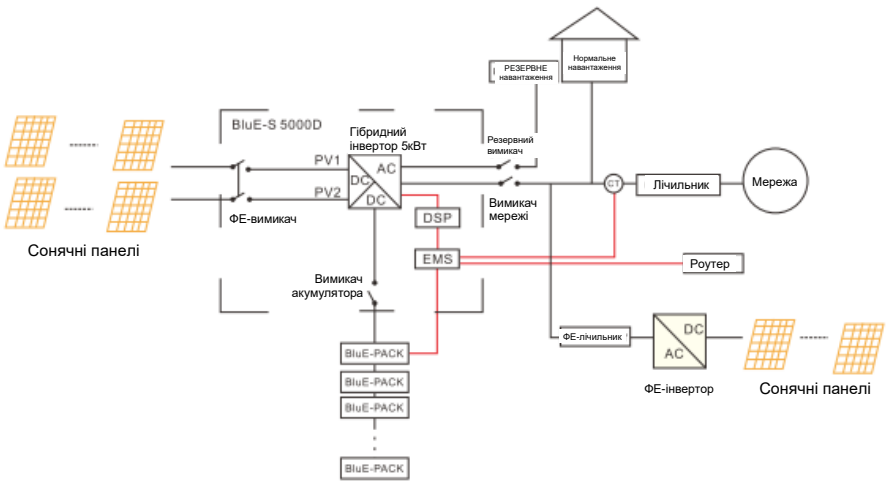 Нормальне
навантаження
РЕЗЕРВНЕ
навантаження
BluE-S 5000D
Гібридний
інвертор 5кВт
Резервний
вимикач
PV1
AC
DC
DC
PV2
CT
Лічильник
Мережа
ФЕ-вимикач
DSP
Вимикач
мережі
Сонячні панелі
EMS
Роутер
Вимикач
акумулятора
BluE-PACK
BluE-PACK
BluE-PACK
BluE-PACK
ФЕ-лічильник
DC
AC
ФЕ-інвертор
Сонячні панелі